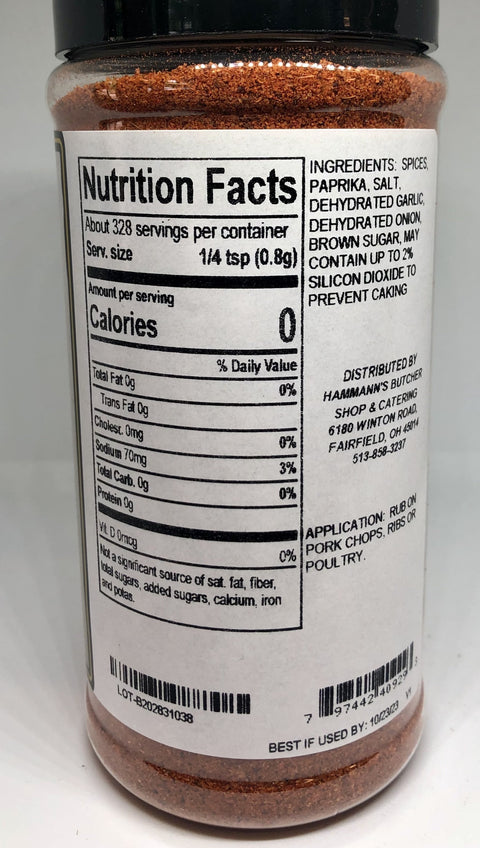 Nutrition Facts
About 328 servings per container
Serv. size 1/4 tsp (0.8g)
Amount per serving
Calories 0
% Daily Value
Total Fat 0g 0%
Trans Fat 0g
Cholest. 0mg 0%
Sodium 70mg 3%
Total Carb. 0g 0%
Protein 0g
Vit. D 0mcg 0%
Not a significant source of sat. fat, fiber,
total sugars, added sugars, calcium, iron
and potas.
INGREDIENTS: SPICES,
PAPRIKA, SALT,
DEHYDRATED GARLIC,
DEHYDRATED ONION,
BROWN SUGAR, MAY
CONTAIN UP TO 2%
SILICON DIOXIDE TO
PREVENT CAKING
DISTRIBUTED BY
HAMMANN'S BUTCHER
SHOP & CATERING
6180 WINTON ROAD,
FAIRFIELD, OH 45014
513-858-3237
APPLICATION: RUB ON
PORK CHOPS, RIBS OR
POULTRY.
LOT-B202831038
7 97442 40929 3
BEST IF USED BY: 10/23/23 V1